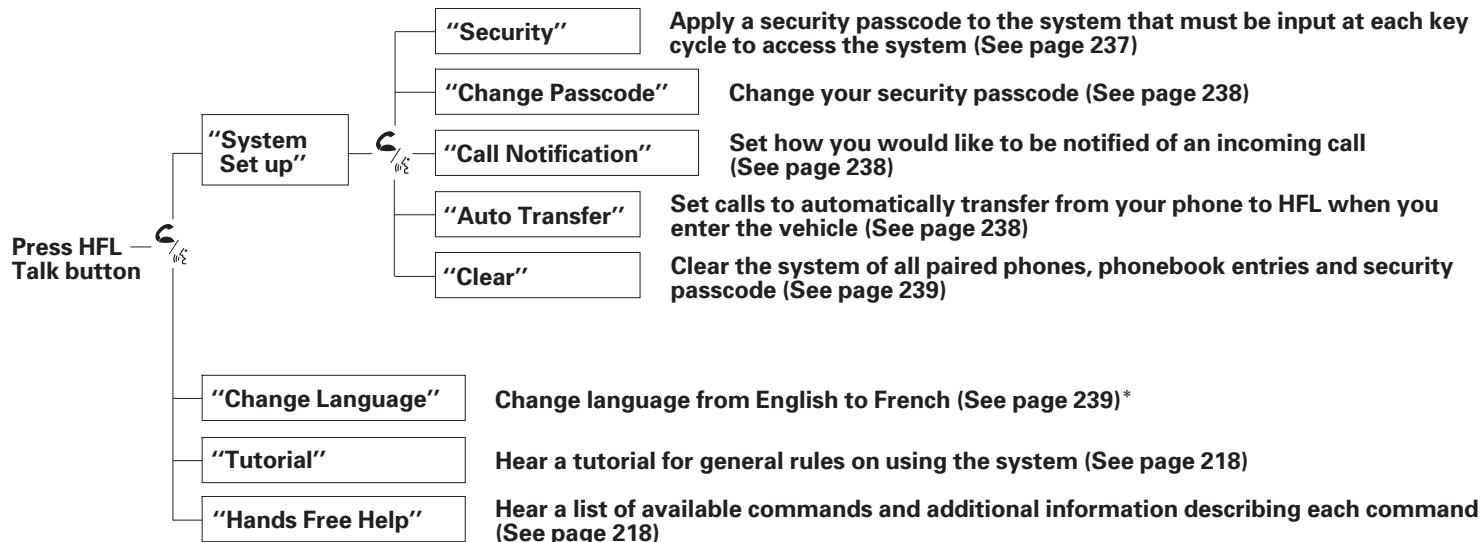 "Security"
Apply a security passcode to the system that must be input at each key
cycle to access the system (See page 237)
"Change Passcode"
Change your security passcode (See page 238)
"System
Set up"
"Call Notification"
Set how you would like to be notified of an incoming call
(See page 238)
"Auto Transfer"
Set calls to automatically transfer from your phone to HFL when you
enter the vehicle (See page 238)
Press HFL
Talk button
"Clear"
Clear the system of all paired phones, phonebook entries and security
passcode (See page 239)
"Change Language"
Change language from English to French (See page 239)*
"Tutorial"
Hear a tutorial for general rules on using the system (See page 218)
"Hands Free Help"
Hear a list of available commands and additional information describing each command
(See page 218)